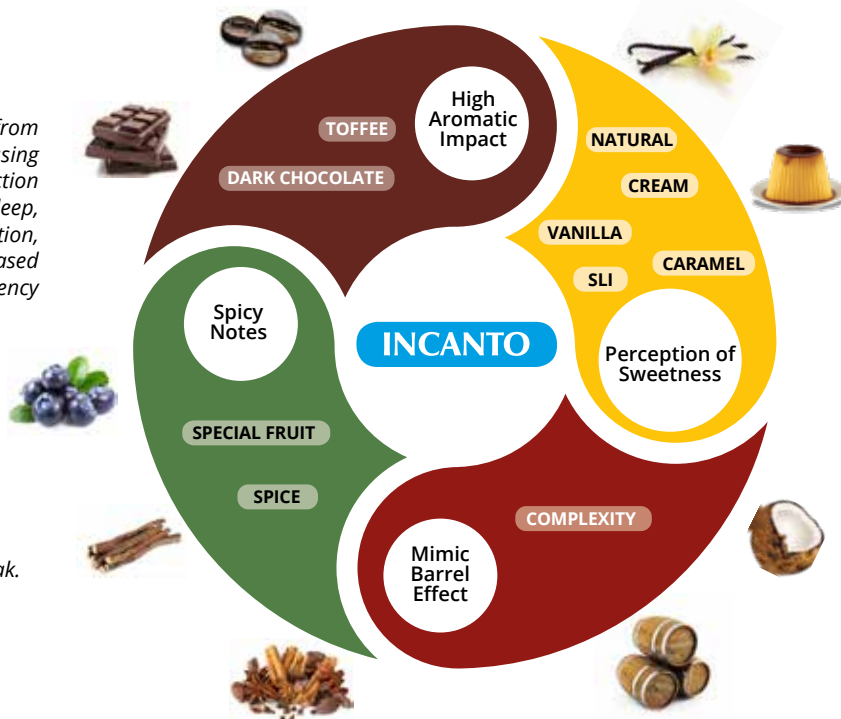 from
sing
ction
leep,
tion,
ased
ency
ak.
High
Aromatic
Impact
TOFFEE
DARK CHOCOLATE
NATURAL
CREAM
VANILLA
CARAMEL
SLI
Perception of
Sweetness
INCANTO
Spicy
Notes
SPECIAL FRUIT
SPICE
COMPLEXITY
Mimic
Barrel
Effect